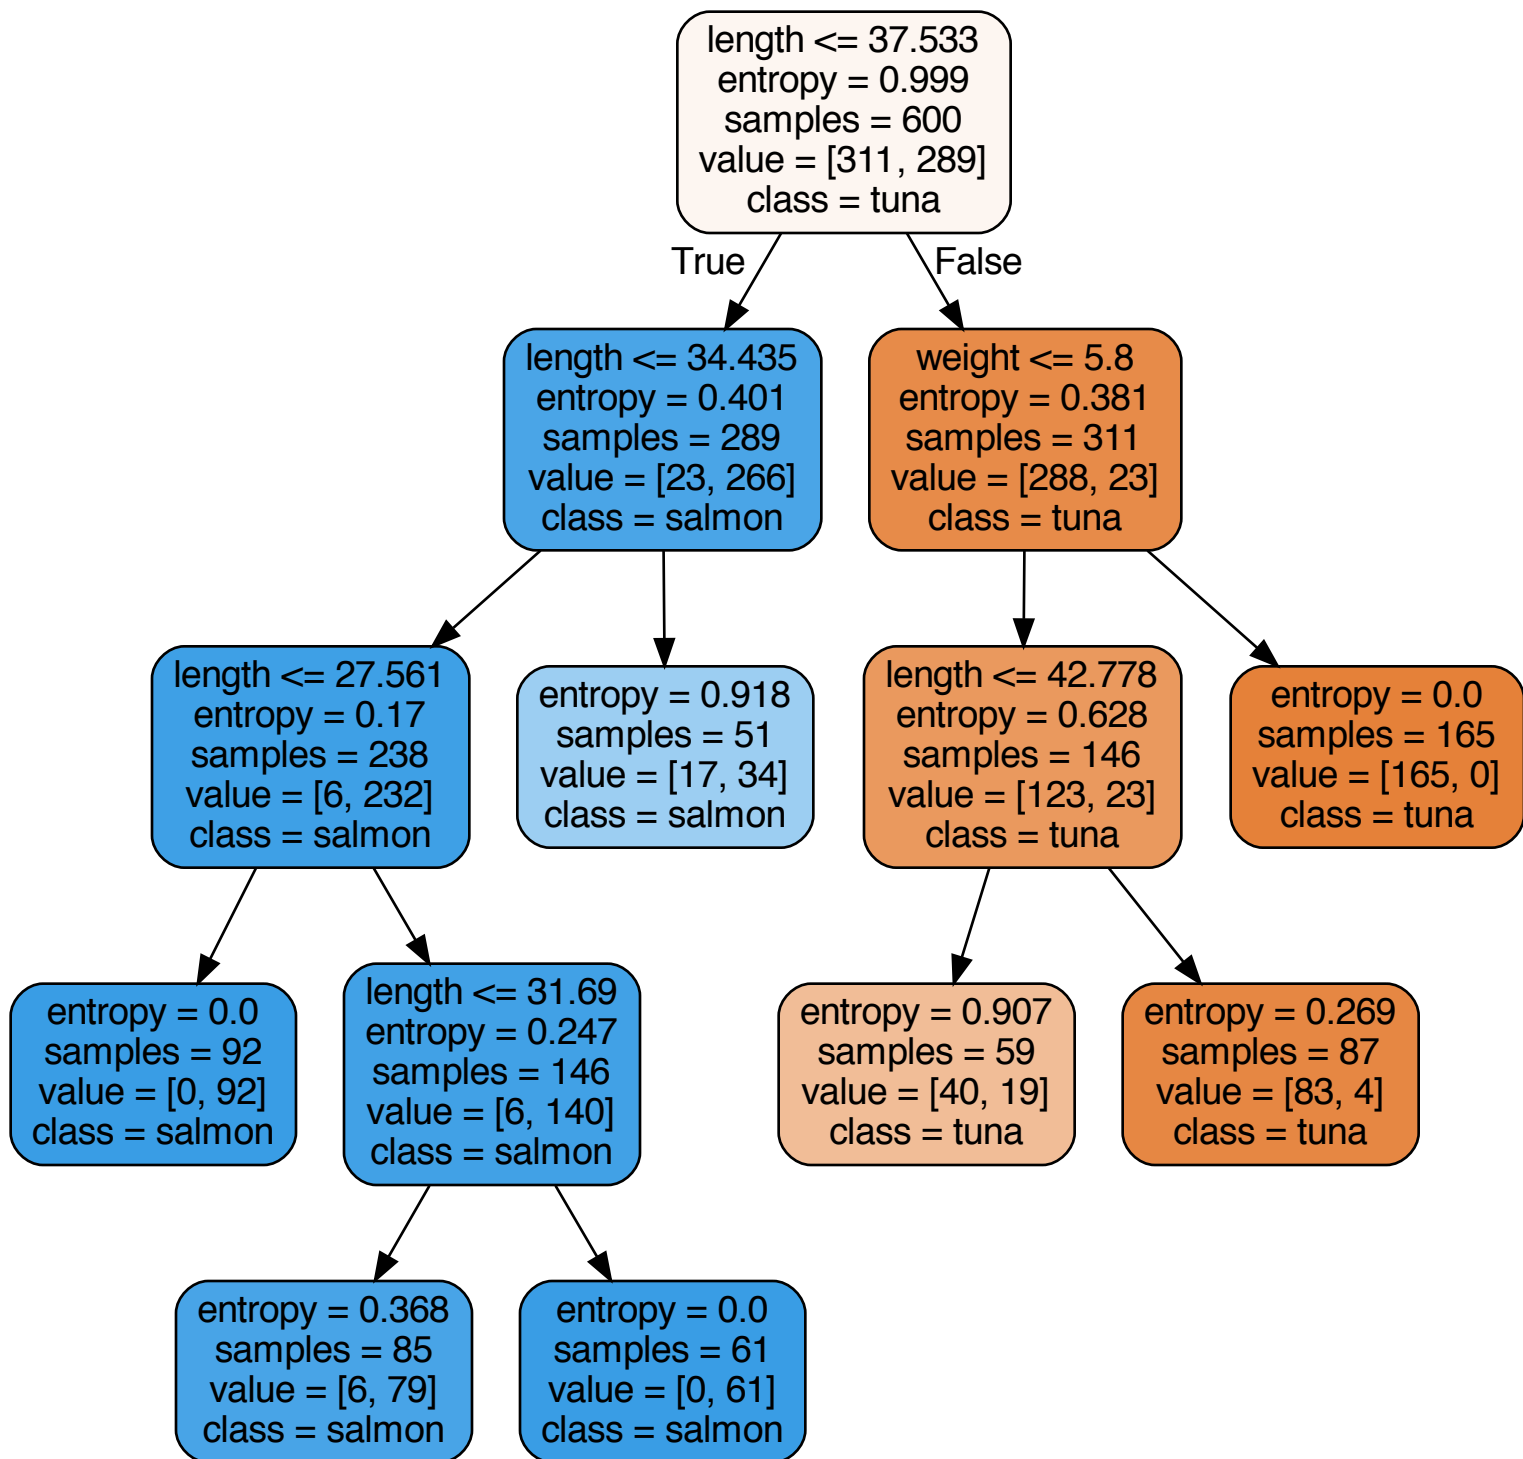 length <= 37.533
entropy = 0.999
samples = 600
value = [311, 289]
class = tuna
True
False
length <= 34.435
entropy = 0.401
samples = 289
value = [23, 266]
class = salmon
weight <= 5.8
entropy = 0.381
samples = 311
value = [288, 23]
class = tuna
length <= 27.561
entropy = 0.17
samples = 238
value = [6, 232]
class = salmon
entropy = 0.918
samples = 51
value = [17, 34]
class = salmon
length <= 42.778
entropy = 0.628
samples = 146
value = [123, 23]
class = tuna
entropy = 0.0
samples = 165
value = [165, 0]
class = tuna
entropy = 0.0
samples = 92
value = [0, 92]
class = salmon
length <= 31.69
entropy = 0.247
samples = 146
value = [6, 140]
class = salmon
entropy = 0.907
samples = 59
value = [40, 19]
class = tuna
entropy = 0.269
samples = 87
value = [83, 4]
class = tuna
entropy = 0.368
samples = 85
value = [6, 79]
class = salmon
entropy = 0.0
samples = 61
value = [0, 61]
class = salmon